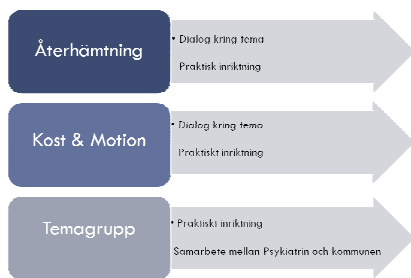 Återhämtning
• Dialog kring tema
Praktisk inriktning
Kost & Motion
• Dialog kring tema
Praktiskt inriktning
Temagrupp
• Praktiskt inriktning
Samarbete mellan Psykiatrin och kommunen